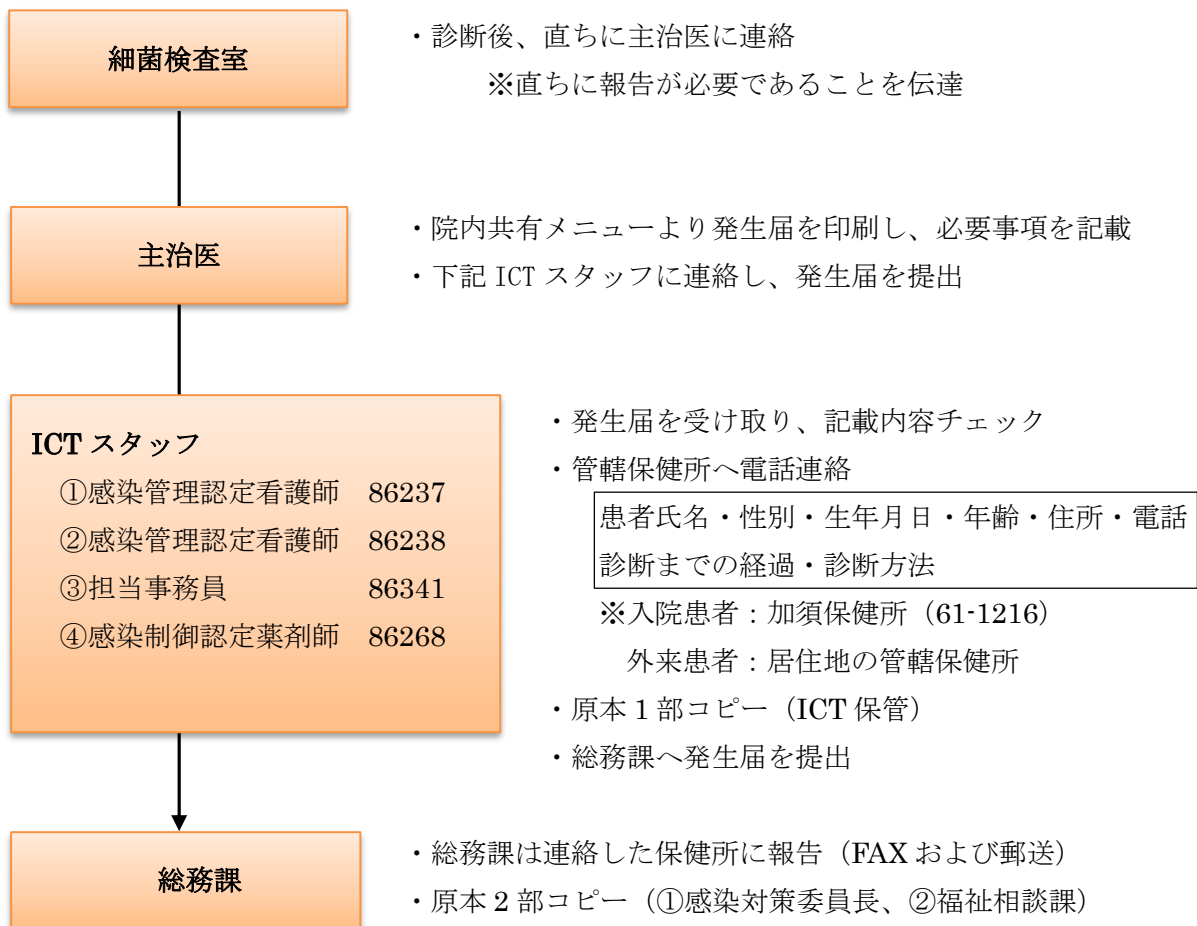 細菌検査室
・診断後、直ちに主治医に連絡
※直ちに報告が必要であることを伝達
主治医
・院内共有メニューより発生届を印刷し、必要事項を記載
・下記 ICT スタッフに連絡し、発生届を提出
ICT スタッフ
①感染管理認定看護師 86237
②感染管理認定看護師 86238
③担当事務員 86341
④感染制御認定薬剤師 86268
・発生届を受け取り、記載内容チェック
・管轄保健所へ電話連絡
患者氏名・性別・生年月日・年齢・住所・電話
診断までの経過・診断方法
※入院患者：加須保健所（61-1216）
外来患者：居住地の管轄保健所
・原本 1 部コピー（ICT 保管）
・総務課へ発生届を提出
総務課
・総務課は連絡した保健所に報告（FAX および郵送）
・原本 2 部コピー（①感染対策委員長、②福祉相談課）